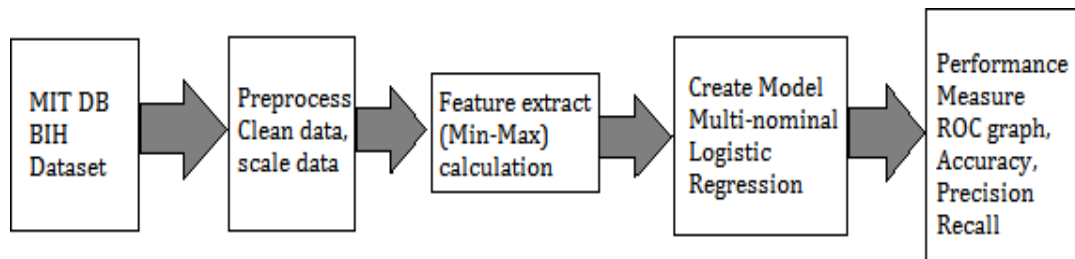 MIT DB
BIH
Dataset
Preprocess
Clean data,
scale data
Feature extract
(Min-Max)
calculation
Create Model
Multi-nominal
Logistic
Regression
Performance
Measure
ROC graph,
Accuracy,
Precision
Recall